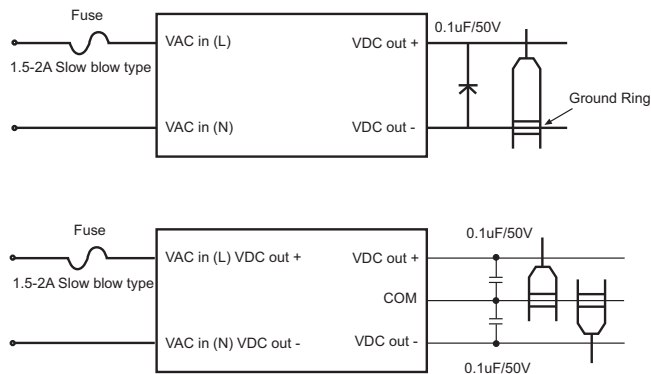 Fuse
1.5-2A Slow blow type
VAC in (L)
VDC out +
0.1uF/50V
Ground Ring
VAC in (N)
VDC out -
Fuse
1.5-2A Slow blow type
VAC in (L) VDC out +
VDC out +
0.1uF/50V
COM
VAC in (N) VDC out -
VDC out -
0.1uF/50V